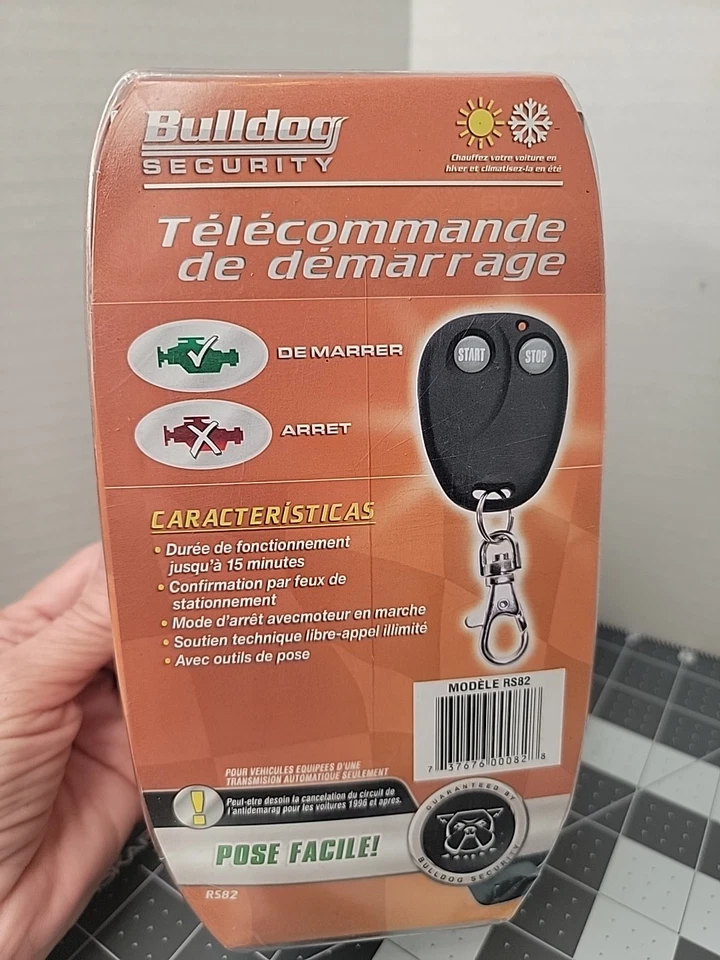 Bulldog
SECURITY
Chauffez votre voiture en
hiver et climatisez-la en été
Télécommande
de démarrage
DEMARRER
ARRET
START
STOP
CARACTERÍSTICAS
• Durée de fonctionnement
jusqu'à 15 minutes
• Confirmation par feux de
stationnement
• Mode d'arrêt avecmoteur en marche
• Soutien technique libre-appel illimité
• Avec outils de pose
MODÈLE RS82
7 37676 00082 8
POUR VEHICULES EQUIPEES D'UNE
TRANSMISION AUTOMATIQUE SEULEMENT
Peut-etre desoin la cancelation du circuit de
l'antidemarag pour les voitures 1996 et apres.
POSE FACILE!
GUARANTEED BY
BULLDOG SECURITY
RS82